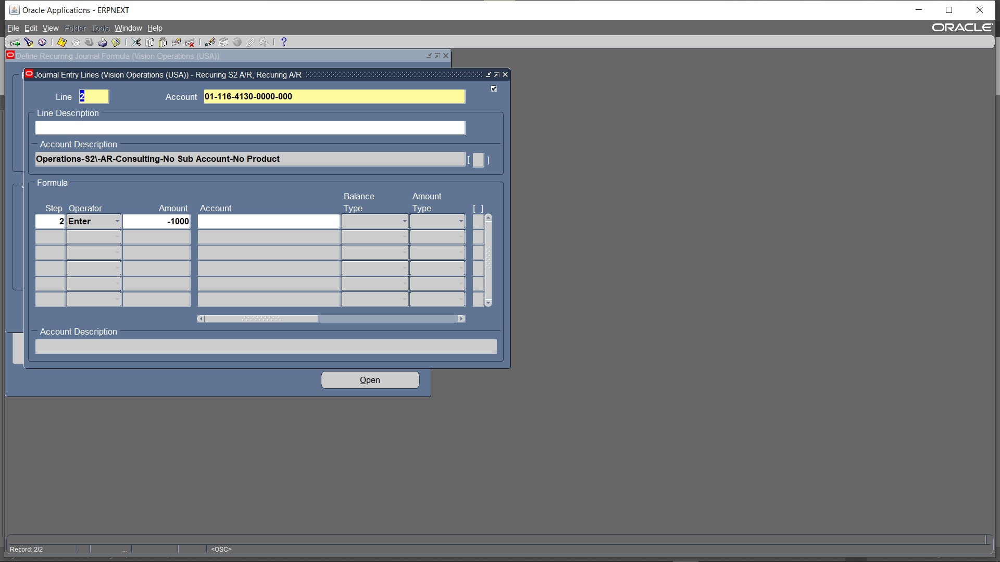 Oracle Applications - ERPNEXT
File Edit View Folder Tools Window Help
ORACLE
Define Recurring Journal Formula (Vision Operations (USA))
Journal Entry Lines (Vision Operations (USA)) - Recuring S2 A/R, Recuring A/R
Line 2 Account 01-116-4130-0000-000
Line Description
Account Description
Operations-S2\-AR-Consulting-No Sub Account-No Product [ ]
Formula
Balance Amount
Step Operator Amount Account Type Type [ ]
2 Enter -1000
Account Description
Open
Record: 2/2 ... <OSC>